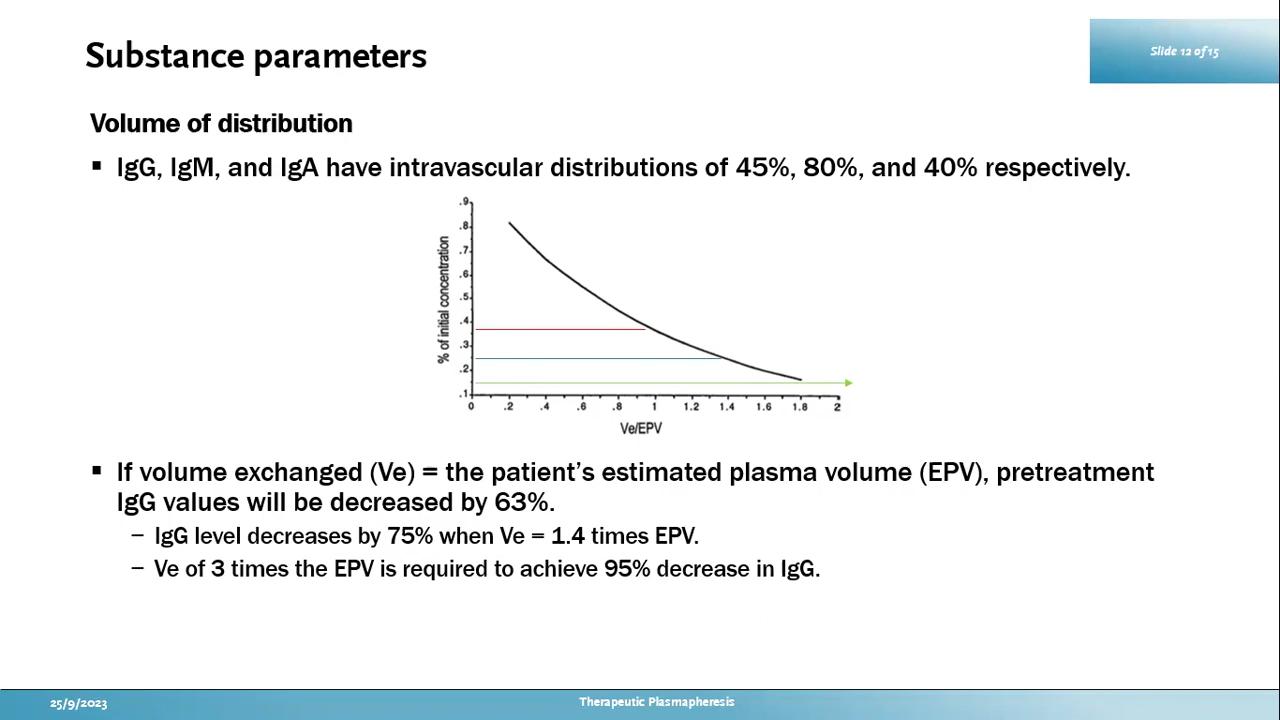 Substance parameters
Slide 12 of 15
Volume of distribution
▪ IgG, IgM, and IgA have intravascular distributions of 45%, 80%, and 40% respectively.
% of initial concentration
.9
.8
.7
.6
.5
.4
.3
.2
.1
0 .2 .4 .6 .8 1 1.2 1.4 1.6 1.8 2
Ve/EPV
▪ If volume exchanged (Ve) = the patient’s estimated plasma volume (EPV), pretreatment
IgG values will be decreased by 63%.
– IgG level decreases by 75% when Ve = 1.4 times EPV.
– Ve of 3 times the EPV is required to achieve 95% decrease in IgG.
25/9/2023
Therapeutic Plasmapheresis